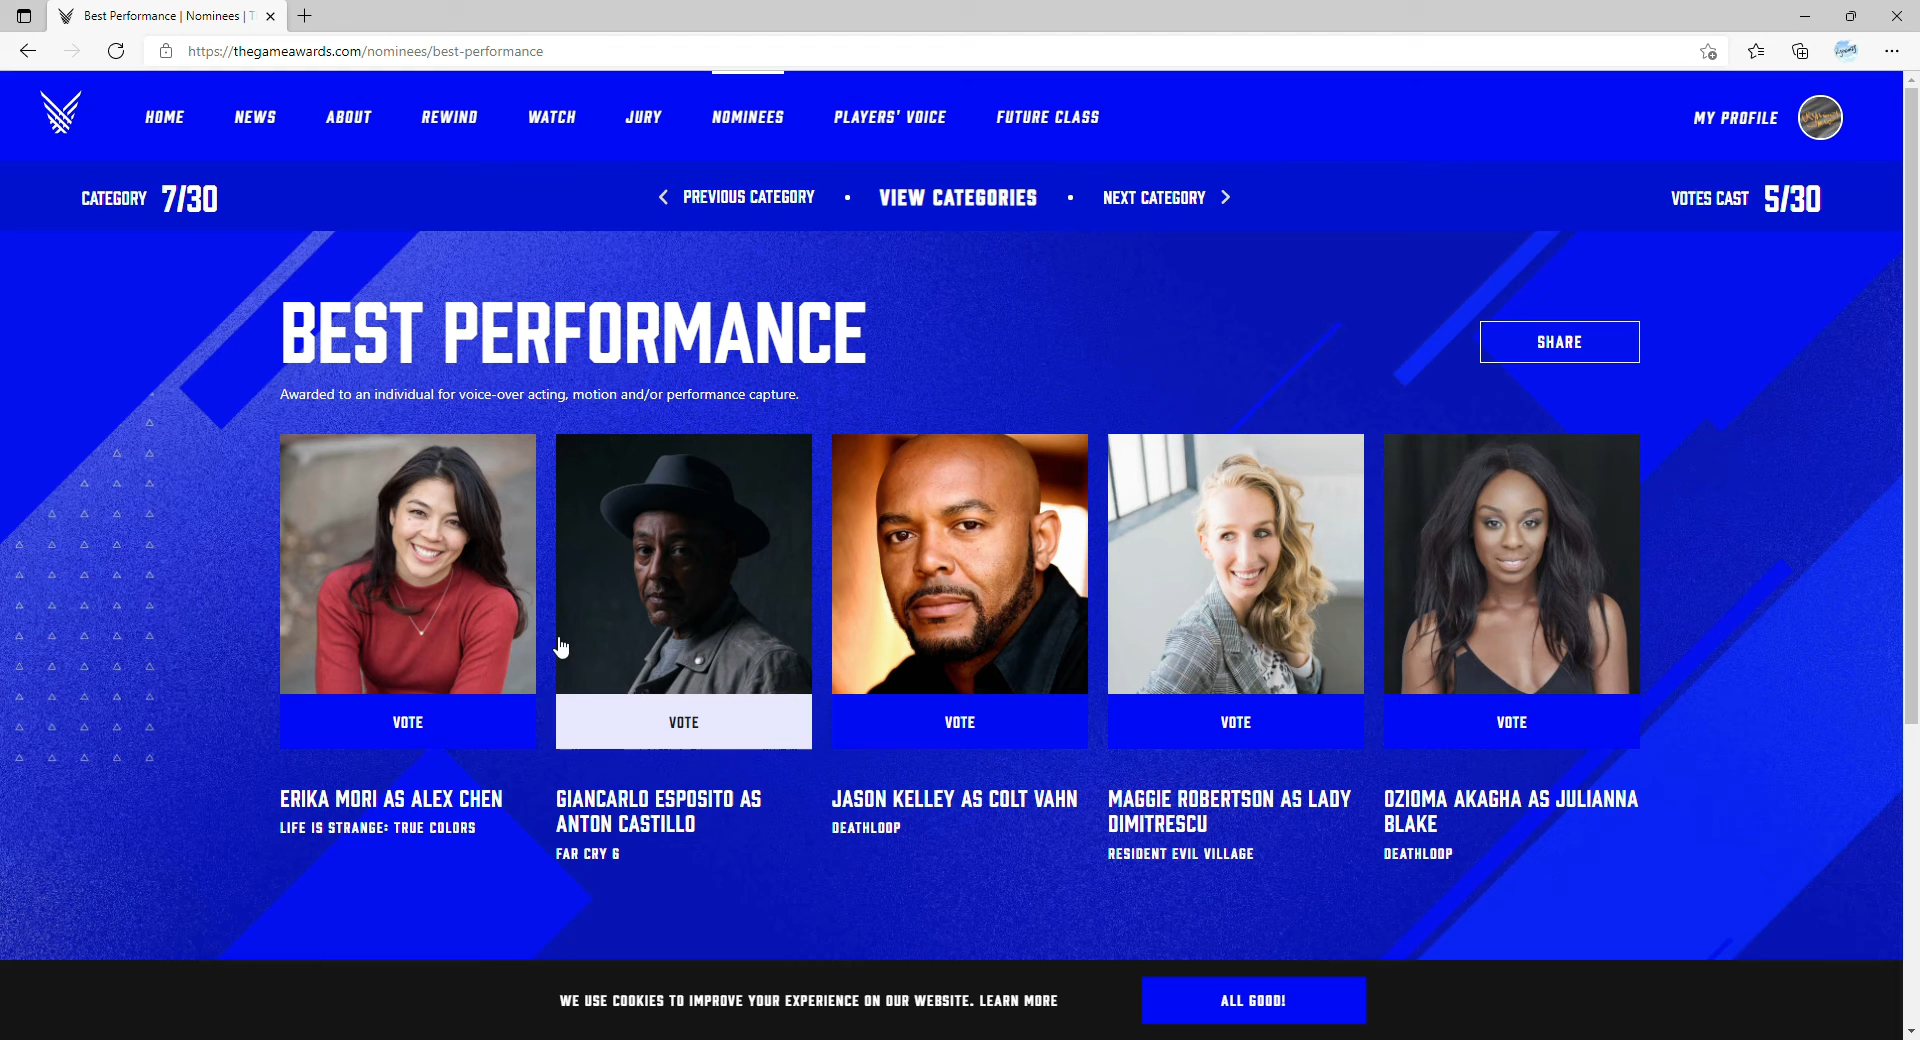 Best Performance | Nominees | T
https://thegameawards.com/nominees/best-performance
HOME NEWS ABOUT REWIND WATCH JURY NOMINEES PLAYERS' VOICE FUTURE CLASS MY PROFILE
CATEGORY 7/30 PREVIOUS CATEGORY • VIEW CATEGORIES • NEXT CATEGORY VOTES CAST 5/30
BEST PERFORMANCE
SHARE
Awarded to an individual for voice-over acting, motion and/or performance capture.
VOTE VOTE VOTE VOTE VOTE
ERIKA MORI AS ALEX CHEN
LIFE IS STRANGE: TRUE COLORS
GIANCARLO ESPOSITO AS
ANTON CASTILLO
FAR CRY 6
JASON KELLEY AS COLT VAHN
DEATHLOOP
MAGGIE ROBERTSON AS LADY
DIMITRESCU
RESIDENT EVIL VILLAGE
OZIOMA AKAGHA AS JULIANNA
BLAKE
DEATHLOOP
WE USE COOKIES TO IMPROVE YOUR EXPERIENCE ON OUR WEBSITE. LEARN MORE
ALL GOOD!